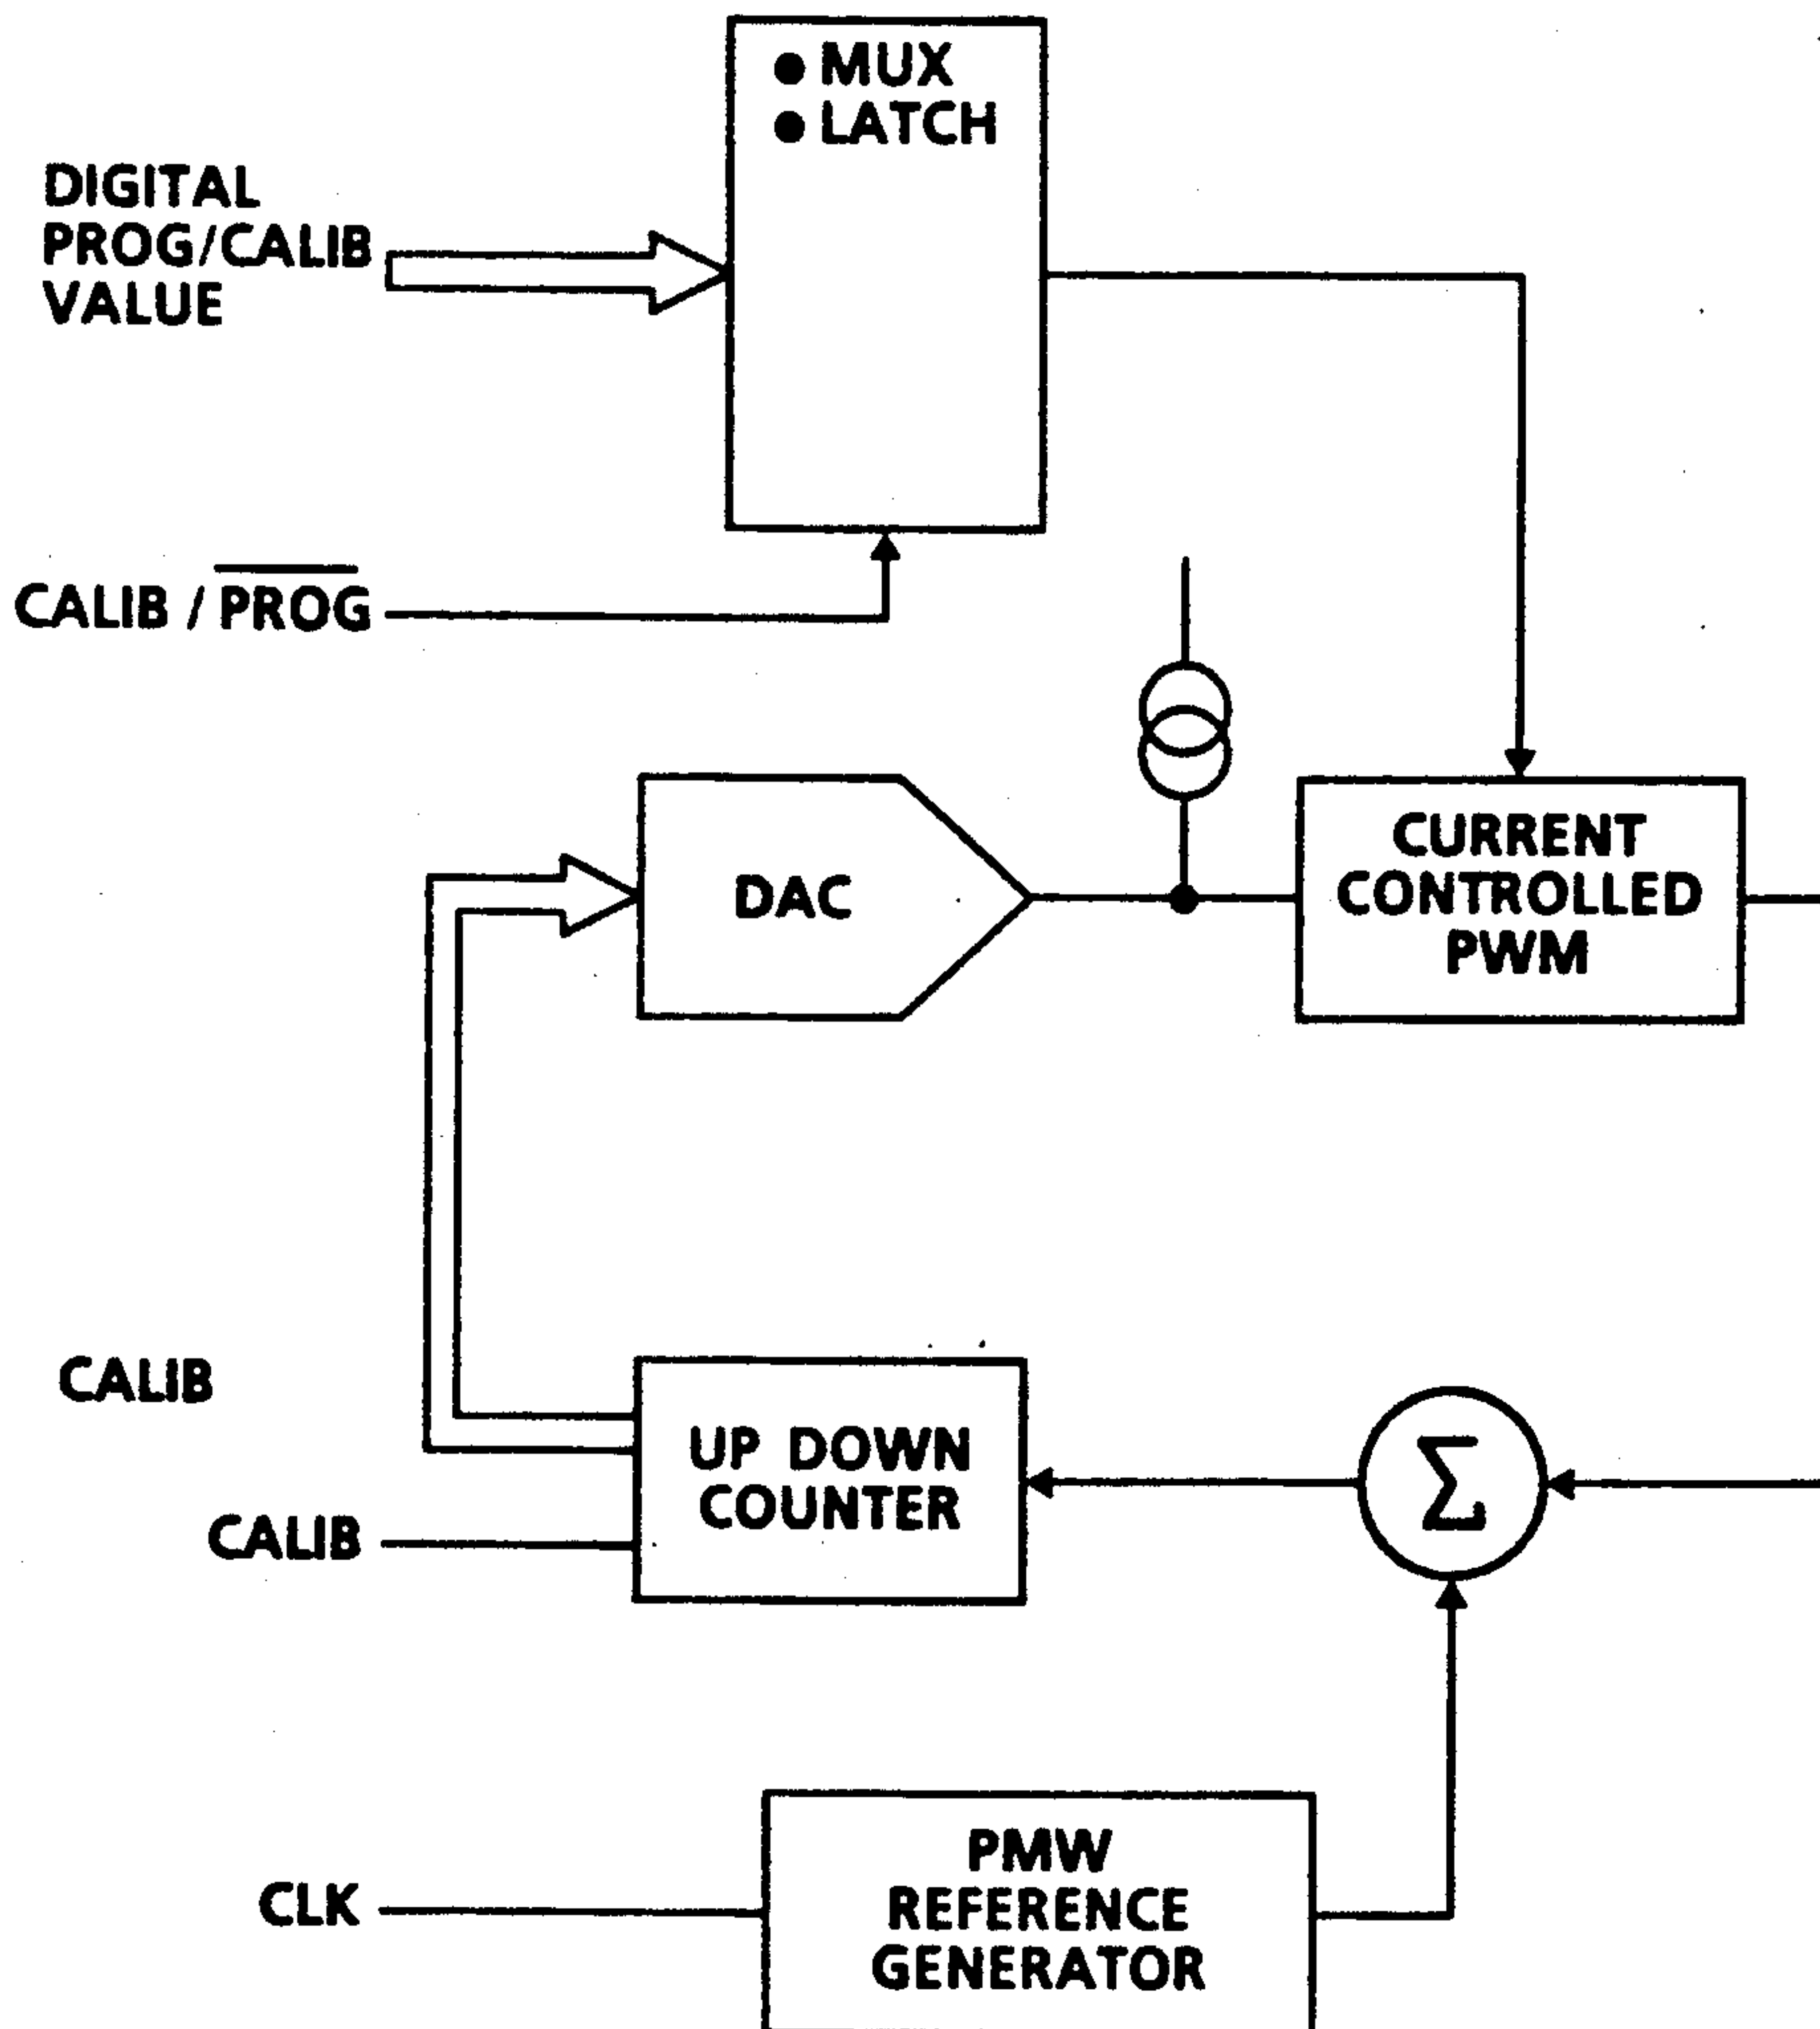 ● MUX
● LATCH
DIGITAL
PROG/CALIB
VALUE
CALIB / P̅R̅O̅G̅
DAC
CURRENT
CONTROLLED
PWM
CALIB
UP DOWN
COUNTER
CALIB
Σ
CLK
PMW
REFERENCE
GENERATOR